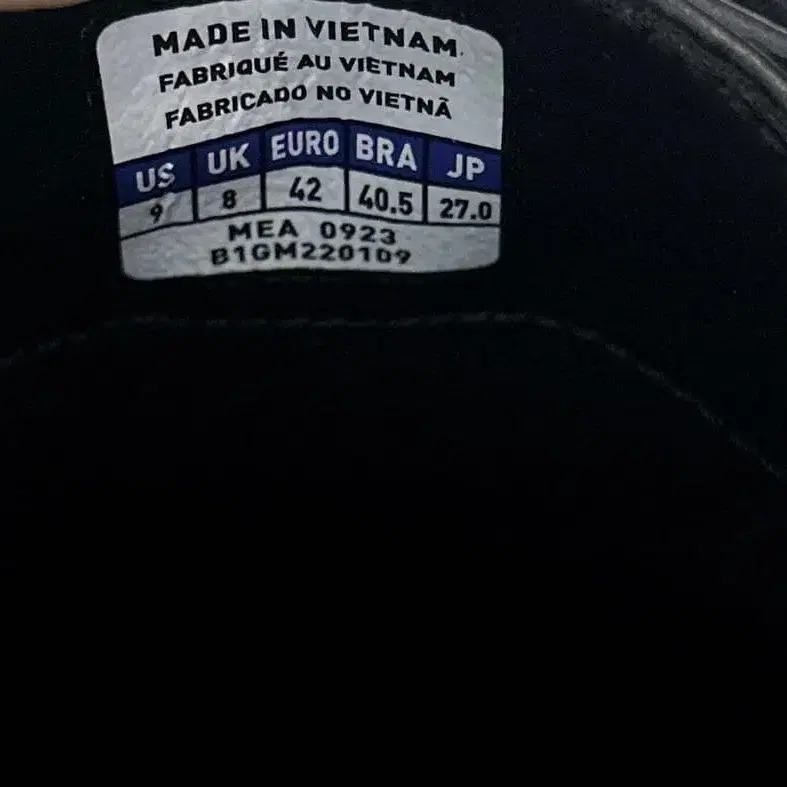 MADE IN VIETNAM
FABRIQUÉ AU VIETNAM
FABRICADO NO VIETNÃ
US UK EURO BRA JP
9 8 42 40.5 27.0
MEA 0923
B1GM220109